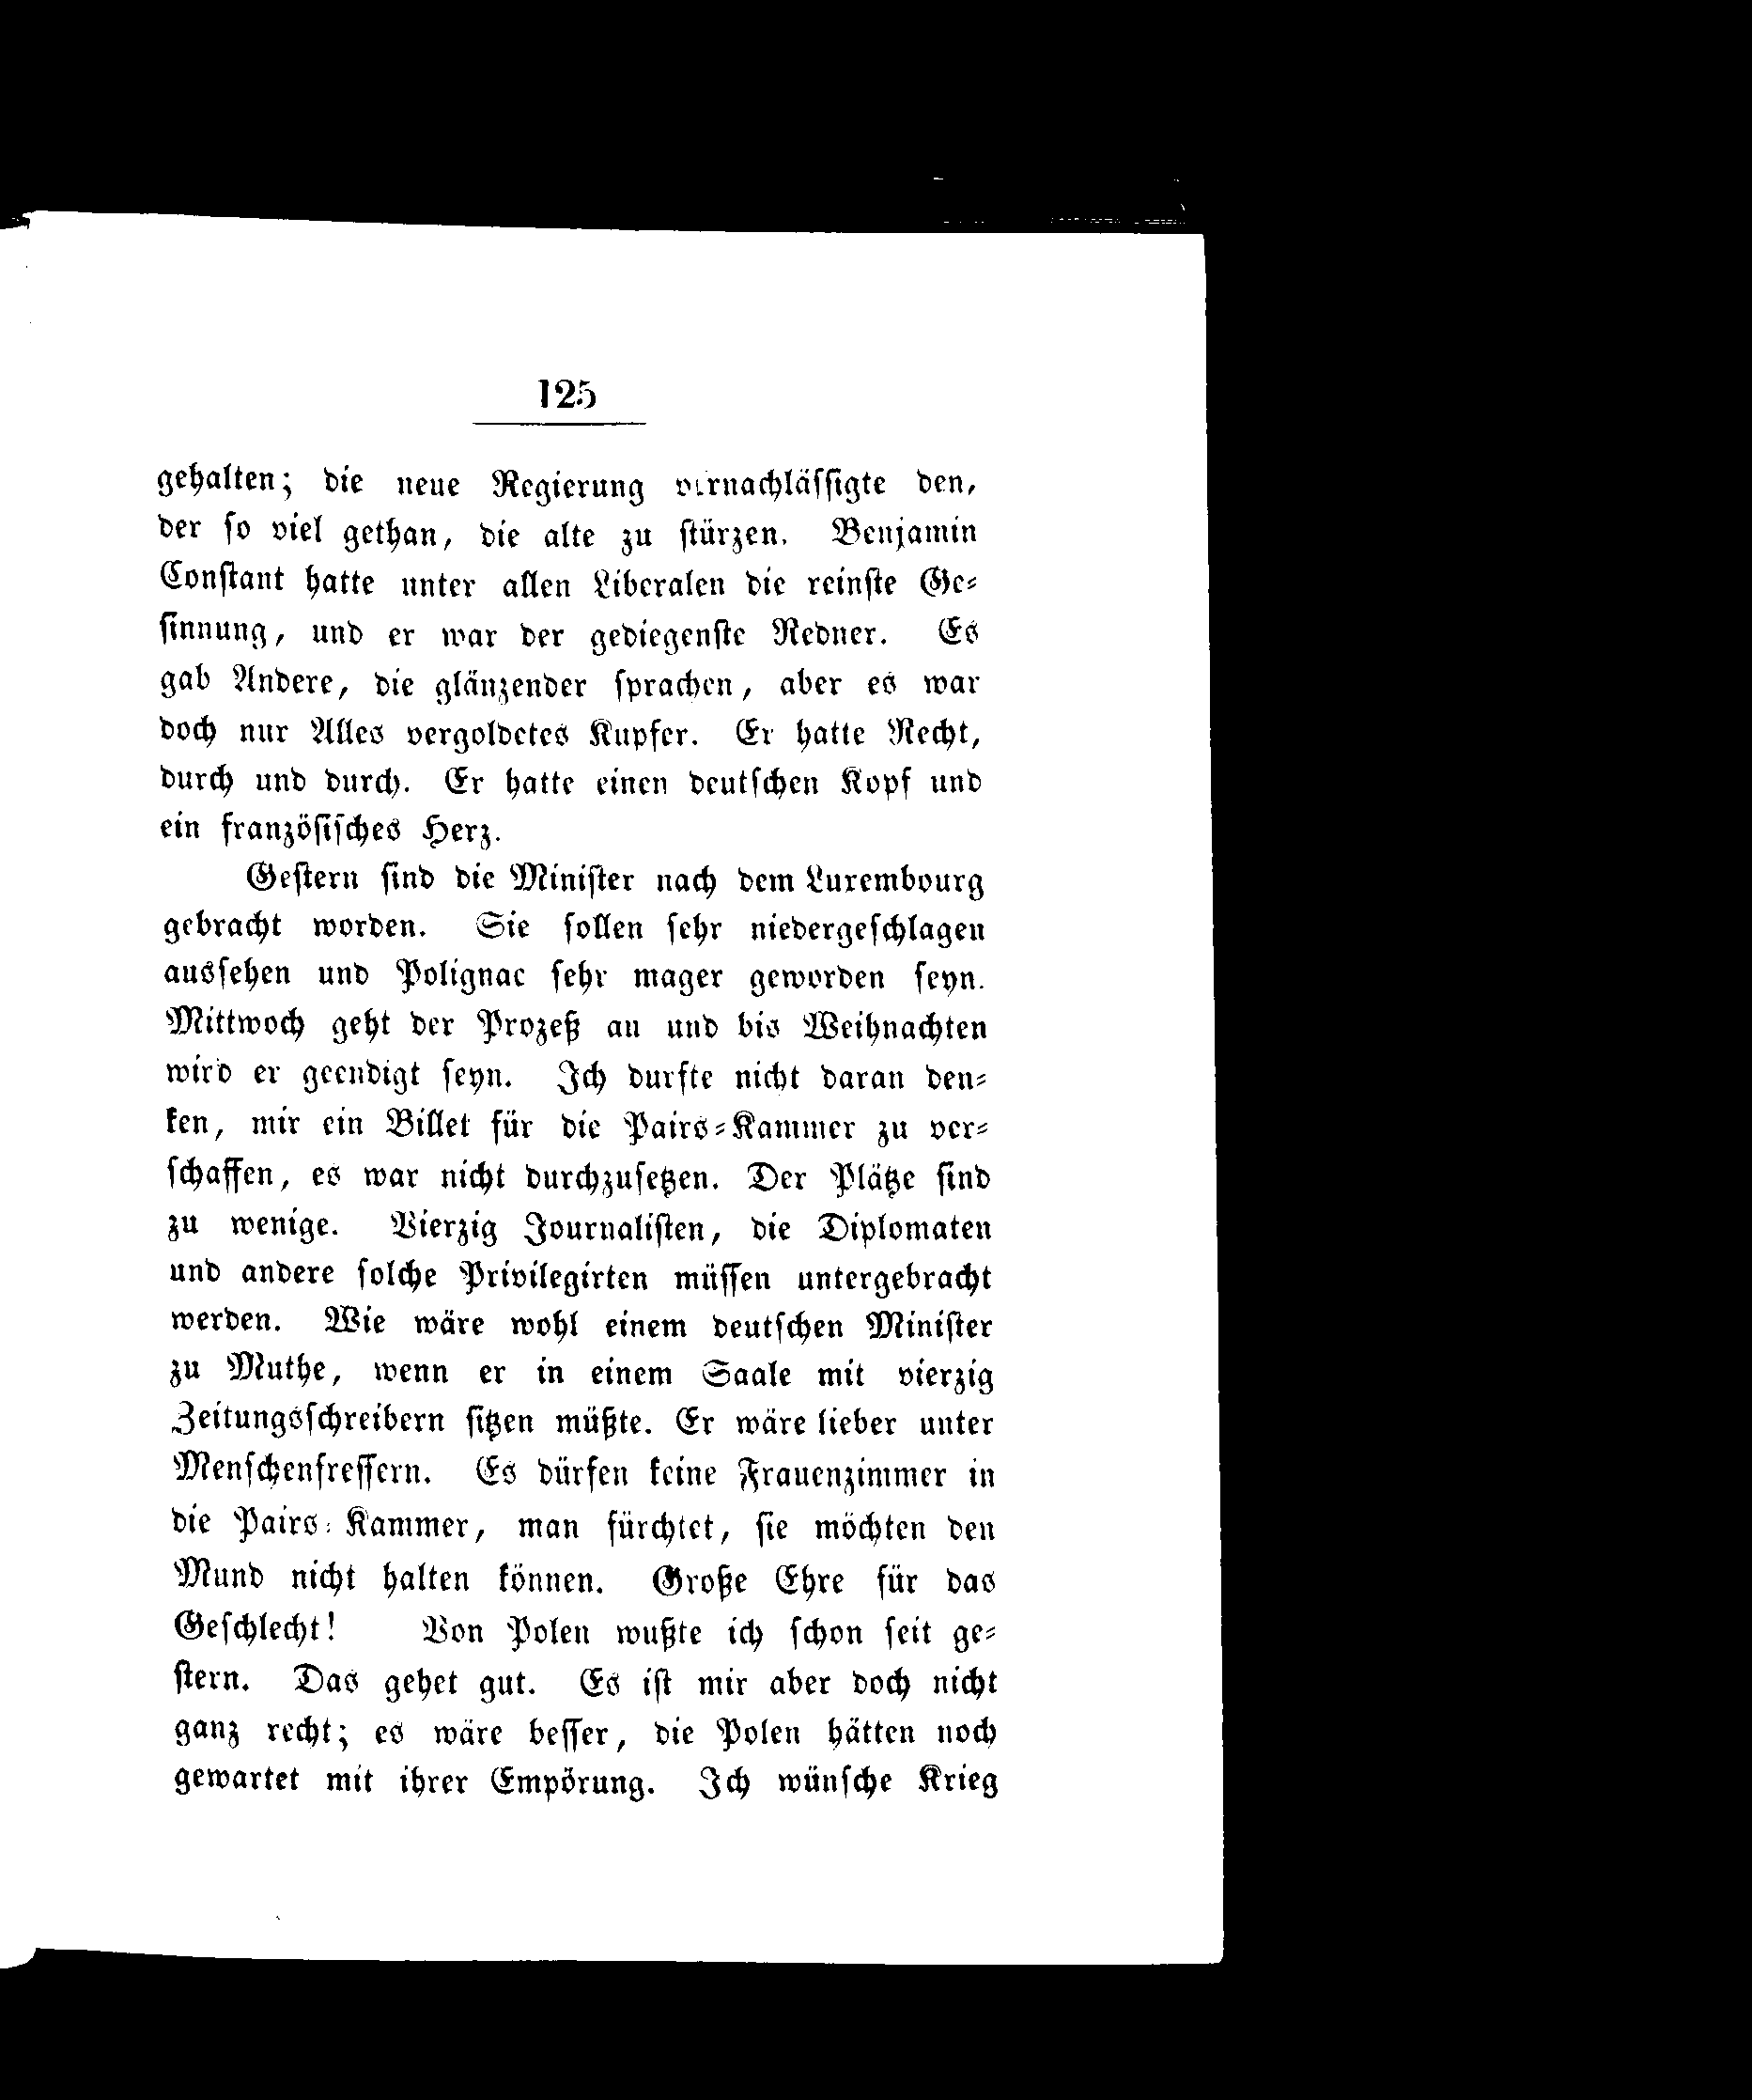 125
gehalten; die neue Regierung vernachläſſigte den,
der ſo viel gethan, die alte zu ſtürzen. Benjamin
Conſtant hatte unter allen Liberalen die reinſte Ge⸗
ſinnung, und er war der gediegenſte Redner. Es
gab Andere, die glänzender ſprachen, aber es war
doch nur Alles vergoldetes Kupfer. Er hatte Recht,
durch und durch. Er hatte einen deutſchen Kopf und
ein franzöſiſches Herz.
Geſtern ſind die Miniſter nach dem Luxembourg
gebracht worden. Sie ſollen ſehr niedergeſchlagen
ausſehen und Polignac ſehr mager geworden ſeyn.
Mittwoch geht der Prozeß an und bis Weihnachten
wird er geendigt ſeyn. Ich durfte nicht daran den⸗
ken, mir ein Billet für die Pairs⸗Kammer zu ver⸗
ſchaffen, es war nicht durchzuſetzen. Der Plätze ſind
zu wenige. Vierzig Journaliſten, die Diplomaten
und andere ſolche Privilegirten müſſen untergebracht
werden. Wie wäre wohl einem deutſchen Miniſter
zu Muthe, wenn er in einem Saale mit vierzig
Zeitungsſchreibern ſitzen müßte. Er wäre lieber unter
Menſchenfreſſern. Es dürfen keine Frauenzimmer in
die Pairs⸗Kammer, man fürchtet, ſie möchten den
Mund nicht halten können. Große Ehre für das
Geſchlecht! Von Polen wußte ich ſchon ſeit ge⸗
ſtern. Das gehet gut. Es iſt mir aber doch nicht
ganz recht; es wäre beſſer, die Polen hätten noch
gewartet mit ihrer Empörung. Ich wünſche Krieg